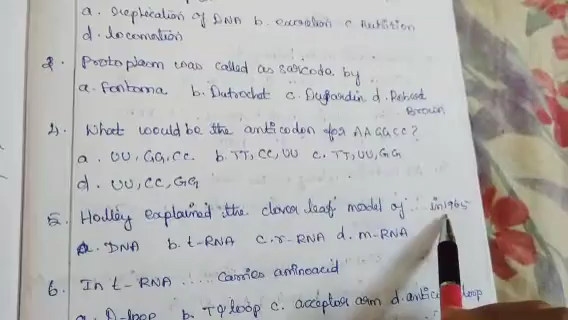 a. Replication of DNA b. excretion c Nutrition
d. locomotion
3. Protoplasm was called as sarcode by
a. Fontana b. Dutrochet c. Dujardin d. Robert
Brown
4. What would be the anticodon for AAGGCC?
a. UU, GG, CC. b. TT, CC, UU c. TT, UU, GG
d. UU, CC, GG
5. Holley explained the clover leaf model of ... in 1965
a. DNA b. t-RNA c. r-RNA d. m-RNA
6. In t-RNA ..... carries aminoacid
a. D-loop b. Tφ loop c. acceptor arm d. loop